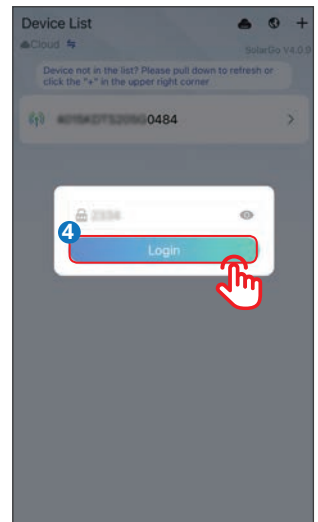 Device List
Cloud
SolarGo V4.0.9
Device not in the list? Please pull down to refresh or
click the "+" in the upper right corner
0484
4
Login